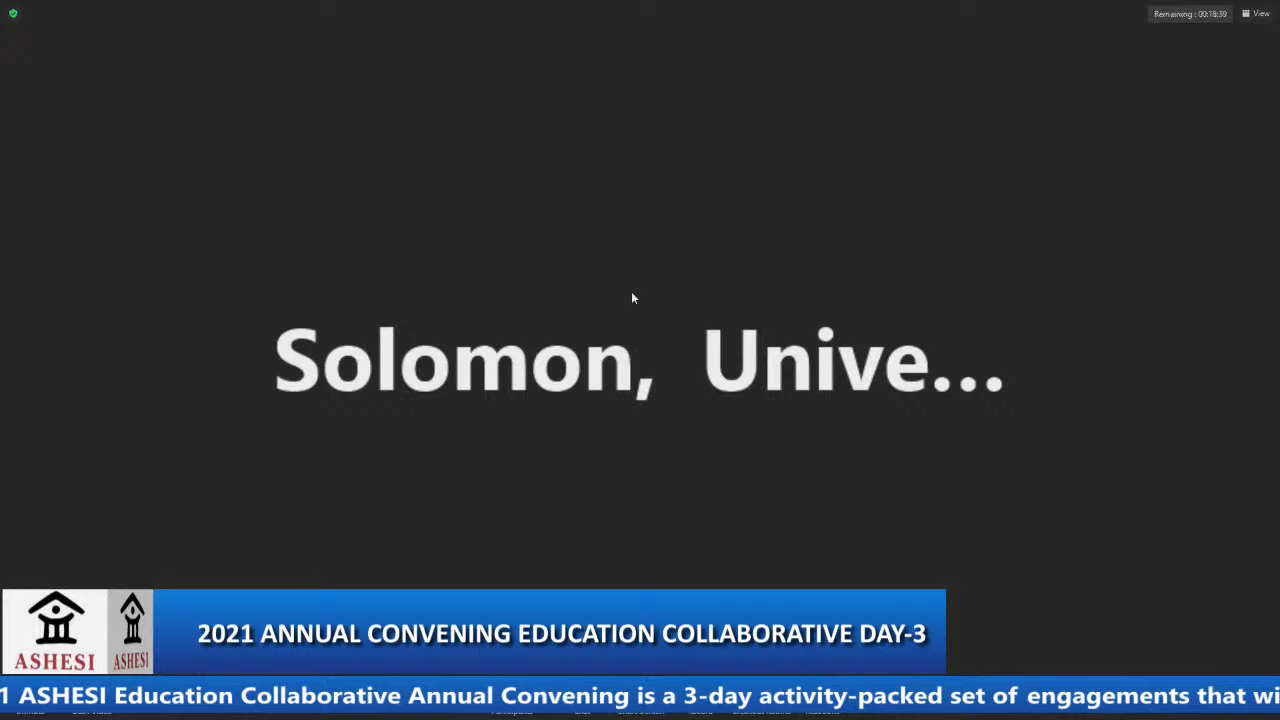 Remaining : 00:18:39 View
Solomon, Unive...
ASHESI ASHESI
2021 ANNUAL CONVENING EDUCATION COLLABORATIVE DAY-3
1 ASHESI Education Collaborative Annual Convening is a 3-day activity-packed set of engagements that wi